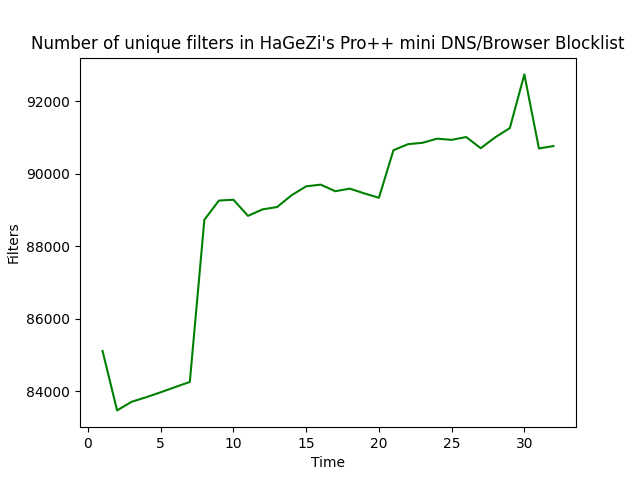 Number of unique filters in HaGeZi's Pro++ mini DNS/Browser Blocklist
92000
90000
88000
86000
84000
Filters
0 5 10 15 20 25 30
Time